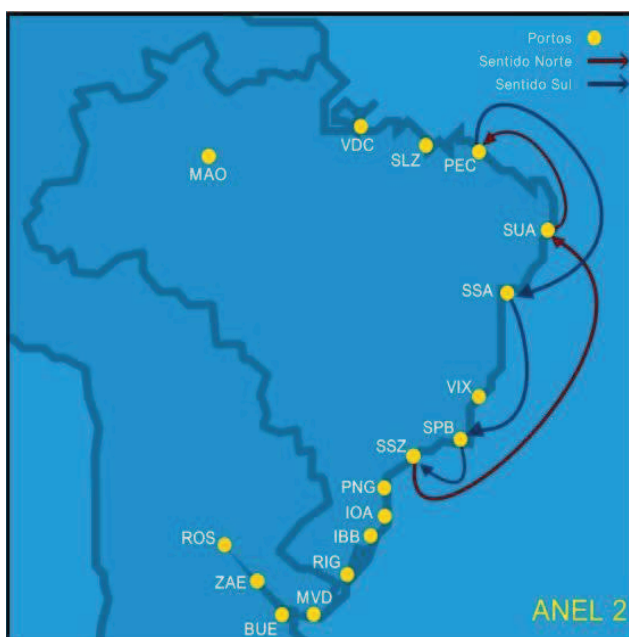 Portos
Sentido Norte
Sentido Sul
VDC
SLZ
PEC
MAO
SUA
SSA
VIX
SPB
SSZ
PNG
IOA
IBB
ROS
RIG
ZAE
MVD
BUE
ANEL 2